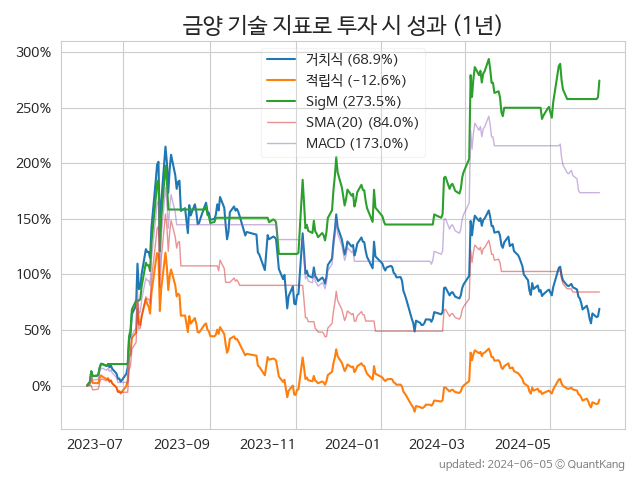 금양 기술 지표로 투자 시 성과 (1년)
거치식 (68.9%)
적립식 (-12.6%)
SigM (273.5%)
SMA(20) (84.0%)
MACD (173.0%)
300%
250%
200%
150%
100%
50%
0%
2023-07 2023-09 2023-11 2024-01 2024-03 2024-05
updated: 2024-06-05 ⓒ QuantKang